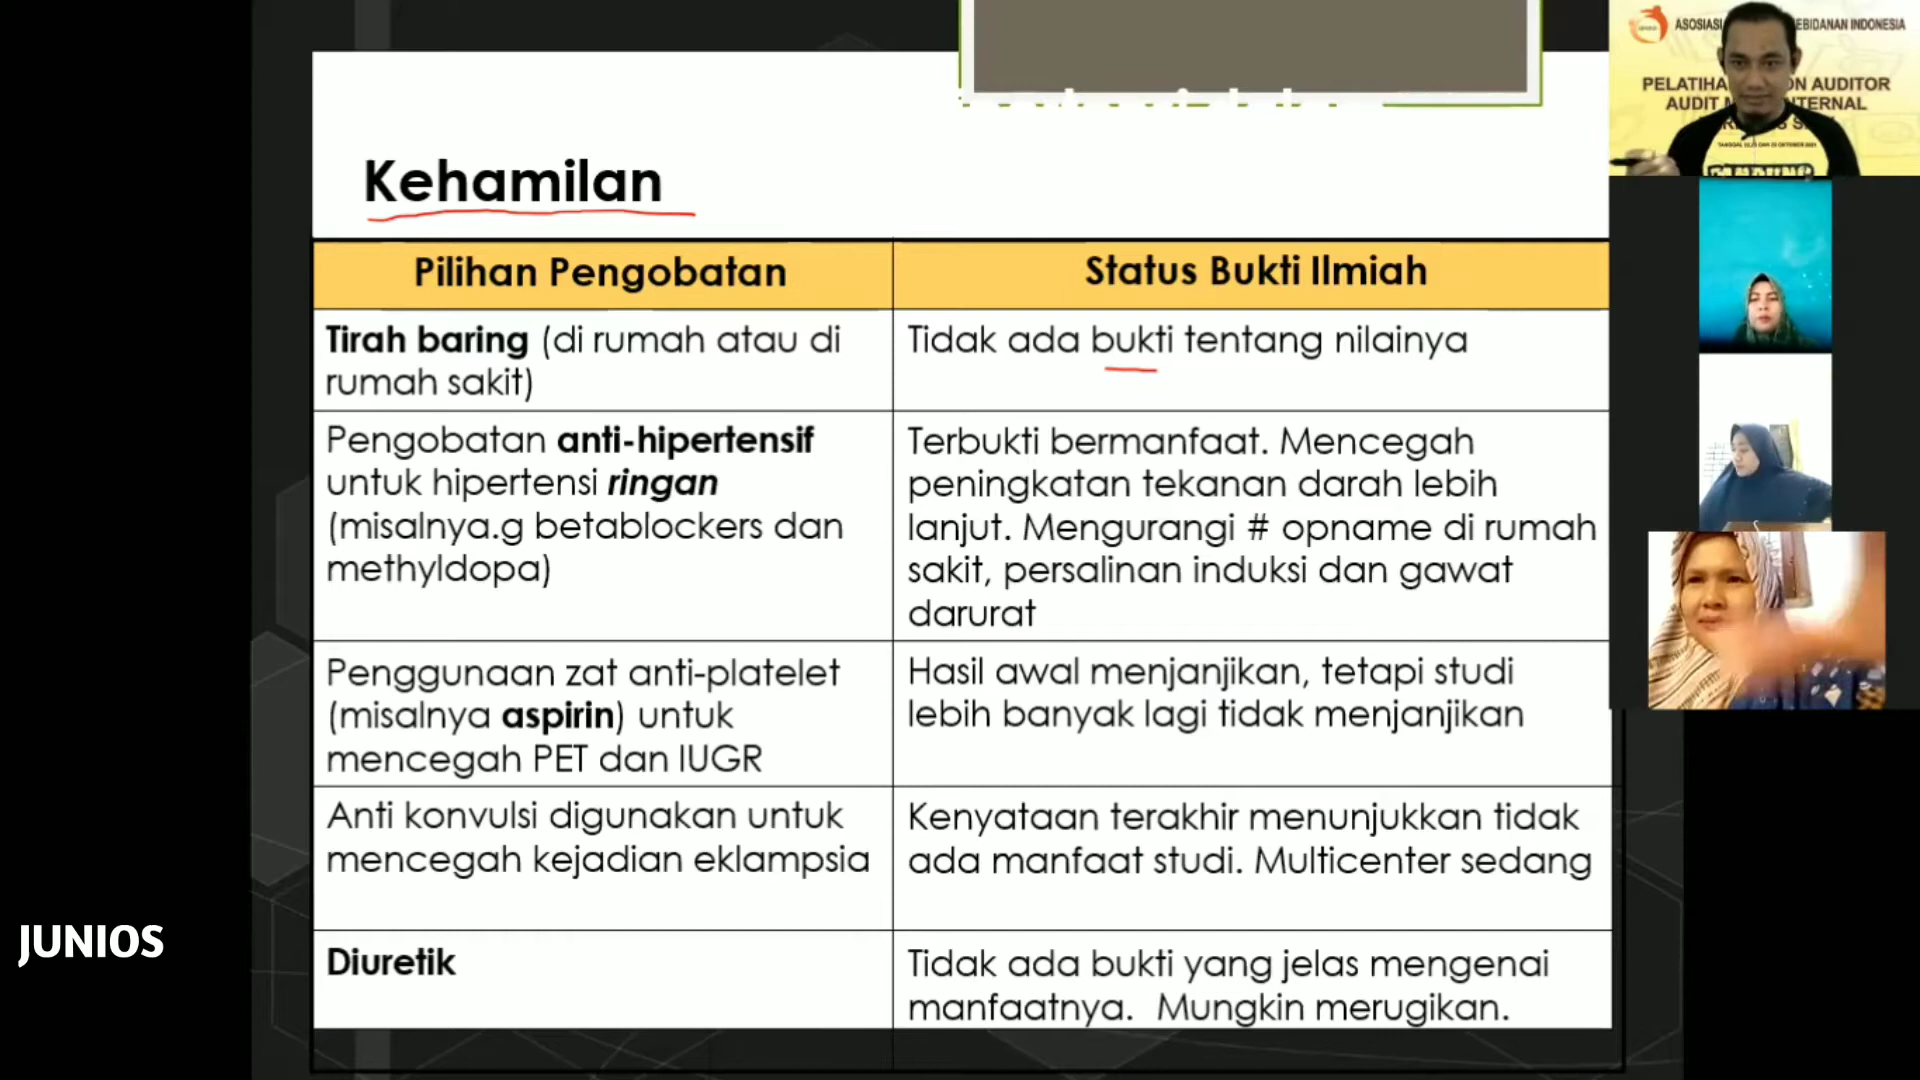 Kehamilan
Pilihan Pengobatan
Status Bukti Ilmiah
Tirah baring (di rumah atau di
rumah sakit)
Tidak ada bukti tentang nilainya
Pengobatan anti-hipertensif
untuk hipertensi ringan
(misalnya.g betablockers dan
methyldopa)
Terbukti bermanfaat. Mencegah
peningkatan tekanan darah lebih
lanjut. Mengurangi # opname di rumah
sakit, persalinan induksi dan gawat
darurat
Penggunaan zat anti-platelet
(misalnya aspirin) untuk
mencegah PET dan IUGR
Hasil awal menjanjikan, tetapi studi
lebih banyak lagi tidak menjanjikan
Anti konvulsi digunakan untuk
mencegah kejadian eklampsia
Kenyataan terakhir menunjukkan tidak
ada manfaat studi. Multicenter sedang
Diuretik
Tidak ada bukti yang jelas mengenai
manfaatnya. Mungkin merugikan.
JUNIOS
ASOSIASI EBIDANAN INDONESIA
AUDITOR
AUDIT